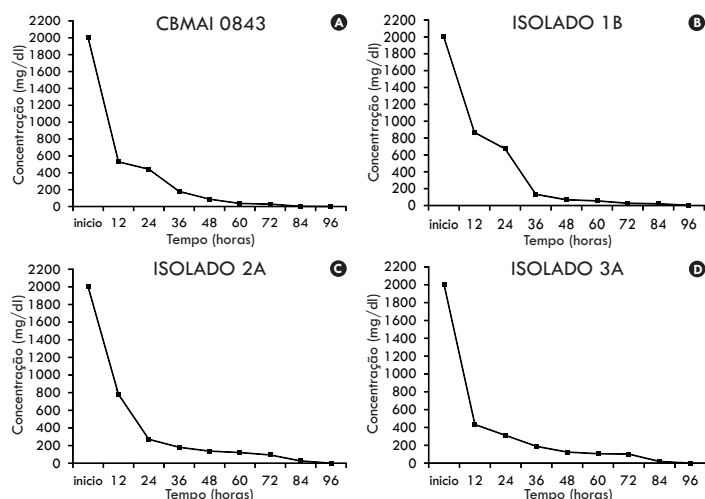 CBMAI 0843
A
Concentração (mg/dl)
2200
2000
1800
1600
1400
1200
1000
800
600
400
200
0
inicio 12 24 36 48 60 72 84 96
Tempo (horas)
ISOLADO 1B
B
Concentração (mg/dl)
2200
2000
1800
1600
1400
1200
1000
800
600
400
200
0
inicio 12 24 36 48 60 72 84 96
Tempo (horas)
ISOLADO 2A
C
Concentração (mg/dl)
2200
2000
1800
1600
1400
1200
1000
800
600
400
200
0
inicio 12 24 36 48 60 72 84 96
Tempo (horas)
ISOLADO 3A
D
Concentração (mg/dl)
2200
2000
1800
1600
1400
1200
1000
800
600
400
200
0
inicio 12 24 36 48 60 72 84 96
Tempo (horas)